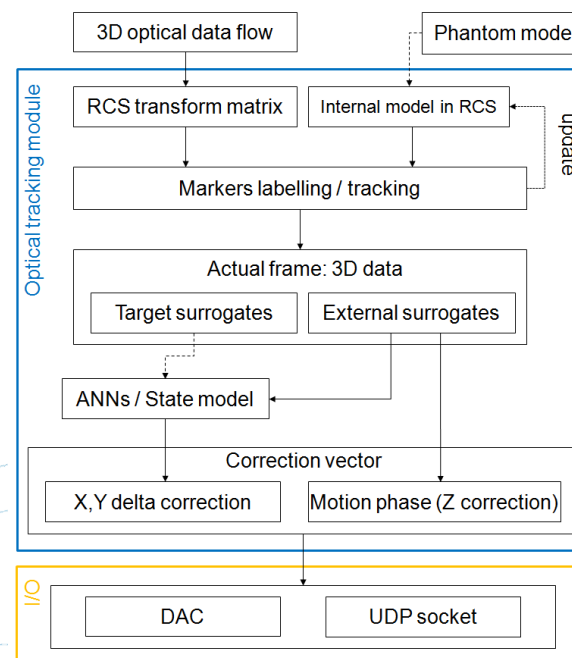 3D optical data flow
Phantom mode
Optical tracking module
RCS transform matrix
Internal model in RCS
update
Markers labelling / tracking
Actual frame: 3D data
Target surrogates
External surrogates
ANNs / State model
Correction vector
X,Y delta correction
Motion phase (Z correction)
I/O
DAC
UDP socket